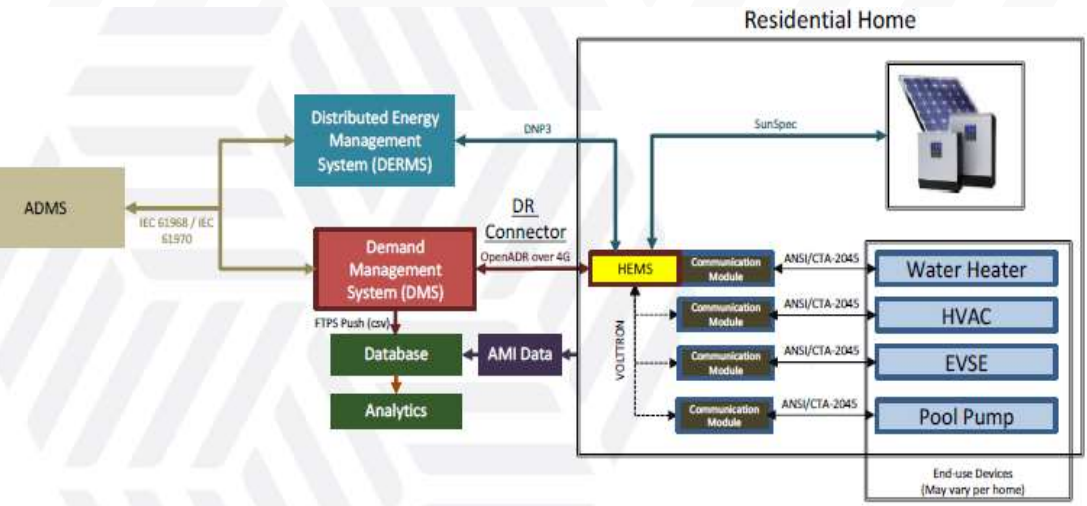 Residential Home
Distributed Energy
Management
System (DERMS)
DNP3
SunSpec
ADMS
IEC 61968 / IEC
61970
DR
Connector
OpenADR over 4G
Demand
Management
System (DMS)
HEMS
Communication
Module
ANSI/CTA-2045
Water Heater
FTPS Push (csv)
VOLTTRON
Communication
Module
ANSI/CTA-2045
HVAC
Database
AMI Data
Communication
Module
ANSI/CTA-2045
EVSE
Analytics
Communication
Module
ANSI/CTA-2045
Pool Pump
End-use Devices
(May vary per home)